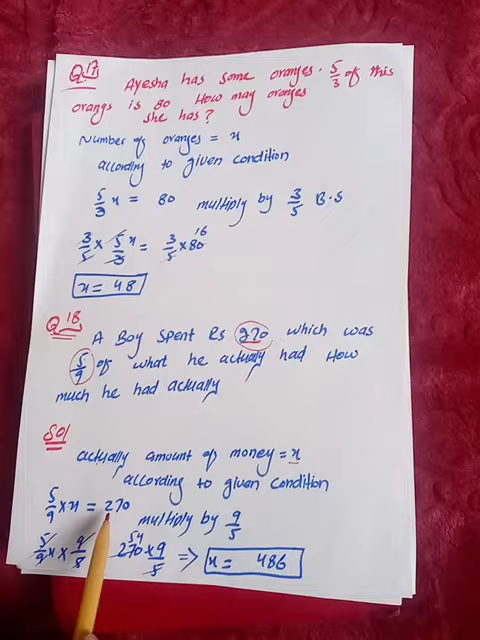 Q.17
Ayesha has some oranges. 5/3 of this
orangs is 80 How may oranges
she has?
Number of oranges = x
according to given condition
5/3 x = 80 multiply by 3/5 B.S
3/5 × 5/3 x = 3/5 × 80 16
x = 48
Q.18
A Boy spent Rs 270 which was
5/9 of what he actually had How
much he had actually
Sol
actually amount of money = x
according to given condition
5/9 × x = 270
multiply by 9/5
5/9 x × 9/5 270 54 × 9/5 => x = 486